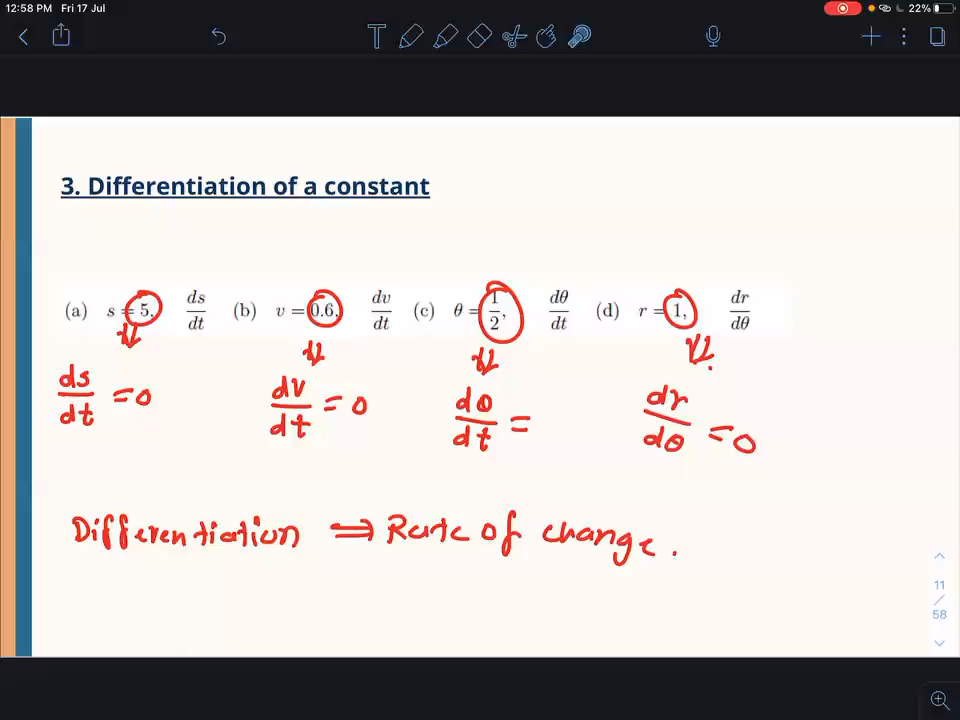 12:58 PM Fri 17 Jul 22%
3. Differentiation of a constant
(a) s = 5, ds/dt (b) v = 0.6, dv/dt (c) θ = 1/2, dθ/dt (d) r = 1, dr/dθ
ds/dt = 0 dv/dt = 0 dθ/dt = dr/dθ = 0
Differentiation ⇒ Rate of change.
11
/
58